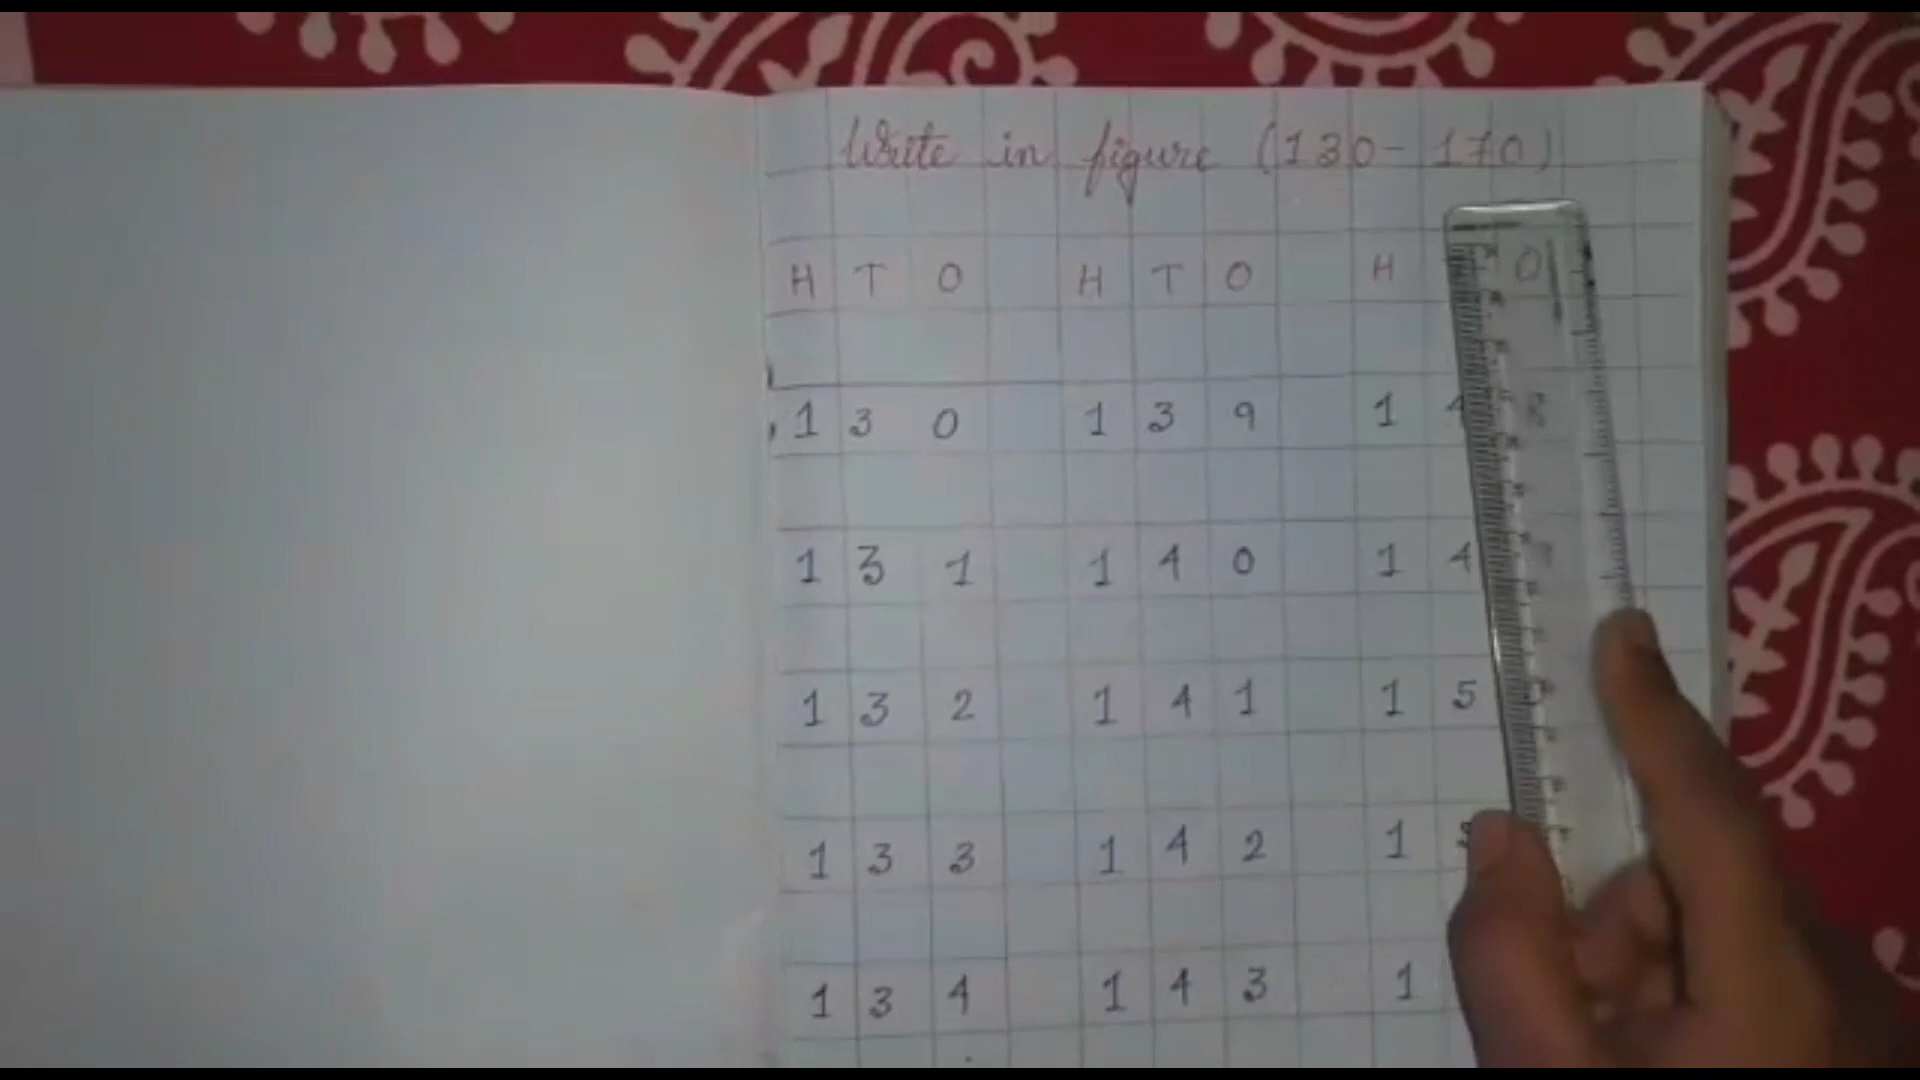 Write in figure (130-170)
H T O H T O H O
1 3 0 1 3 9 1 4 8
1 3 1 1 4 0 1 4
1 3 2 1 4 1 1 5
1 3 3 1 4 2 1
1 3 4 1 4 3 1